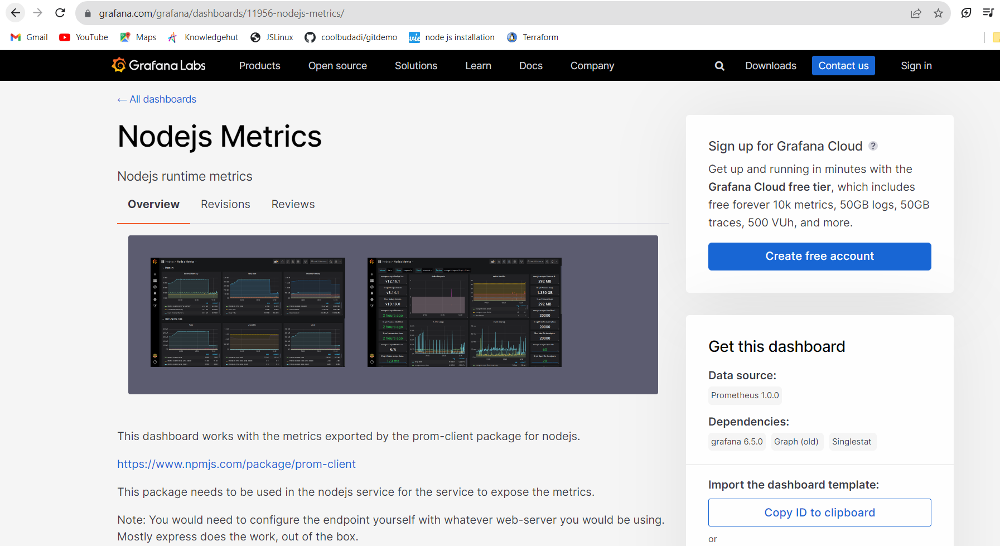 grafana.com/grafana/dashboards/11956-nodejs-metrics/
Gmail YouTube Maps Knowledgehut JSLinux coolbudadi/gitdemo node js installation Terraform
Grafana Labs Products Open source Solutions Learn Docs Company Downloads Contact us Sign in
← All dashboards
Nodejs Metrics
Nodejs runtime metrics
Overview Revisions Reviews
This dashboard works with the metrics exported by the prom-client package for nodejs.
https://www.npmjs.com/package/prom-client
This package needs to be used in the nodejs service for the service to expose the metrics.
Note: You would need to configure the endpoint yourself with whatever web-server you would be using.
Mostly express does the work, out of the box.
Sign up for Grafana Cloud ?
Get up and running in minutes with the
Grafana Cloud free tier, which includes
free forever 10k metrics, 50GB logs, 50GB
traces, 500 VUh, and more.
Create free account
Get this dashboard
Data source:
Prometheus 1.0.0
Dependencies:
grafana 6.5.0 Graph (old) Singlestat
Import the dashboard template:
Copy ID to clipboard
or